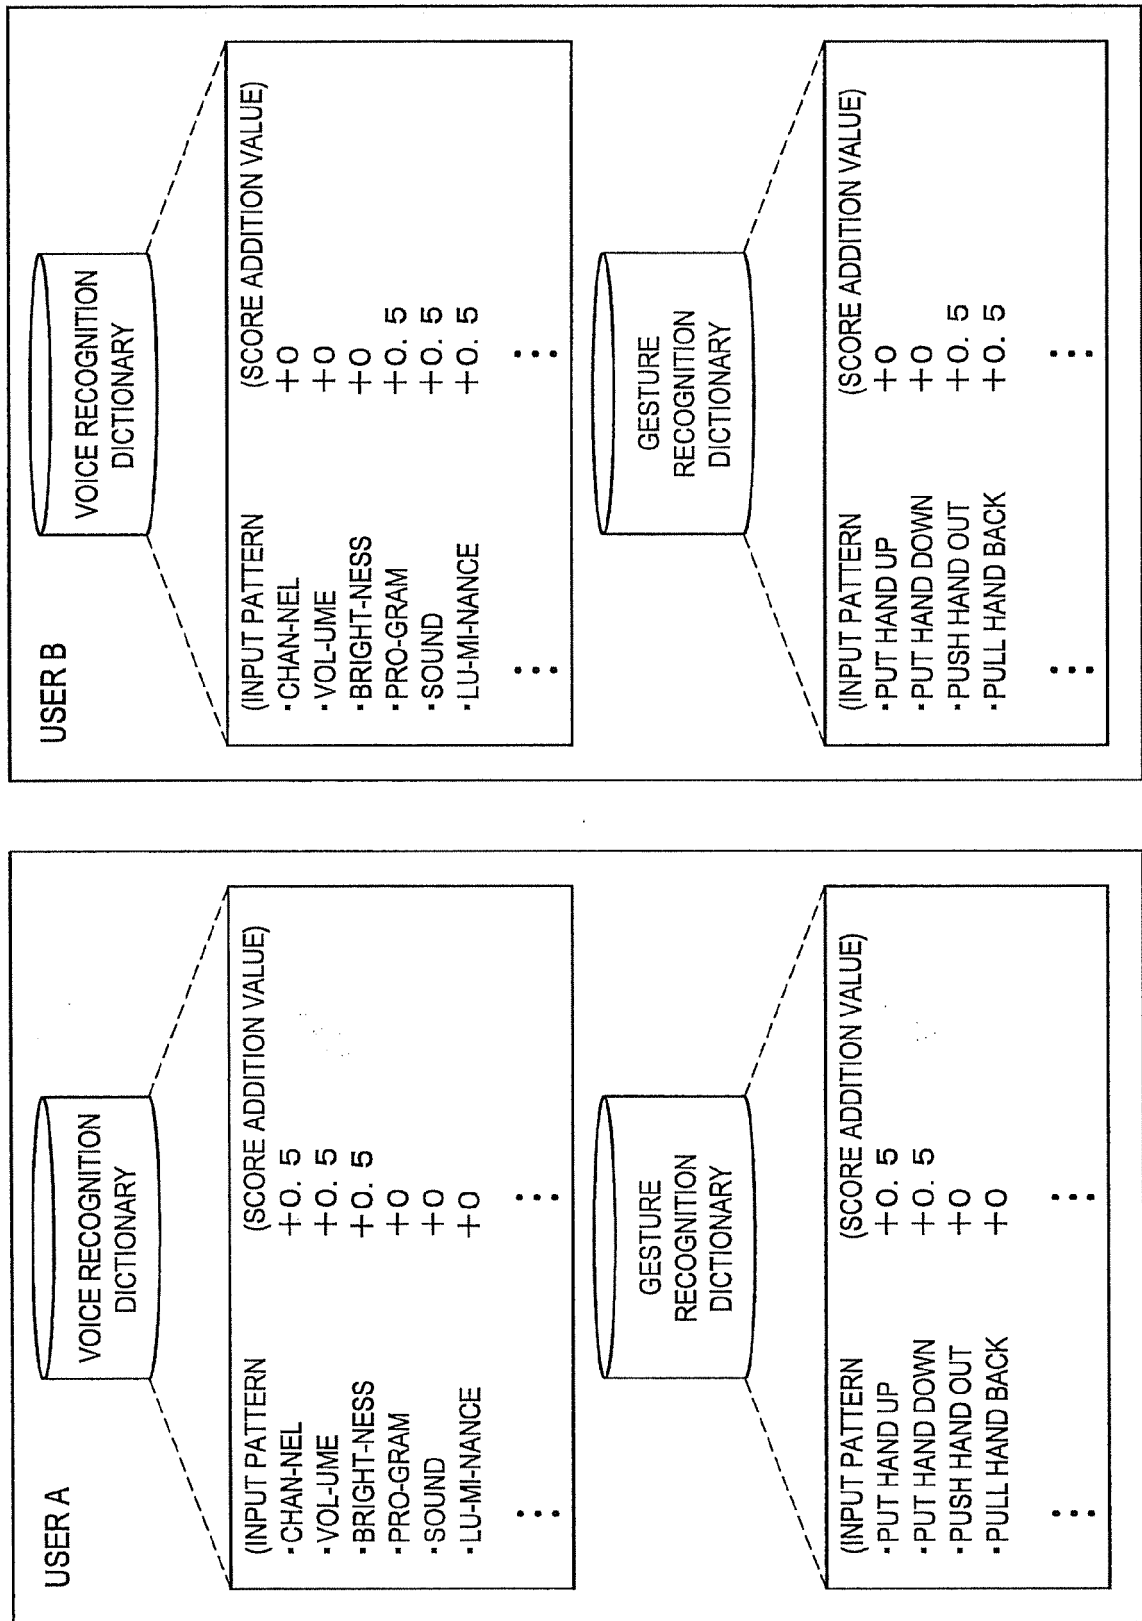 USER A
VOICE RECOGNITION
DICTIONARY
(INPUT PATTERN (SCORE ADDITION VALUE)
・CHAN-NEL +0. 5
・VOL-UME +0. 5
・BRIGHT-NESS +0. 5
・PRO-GRAM +0
・SOUND +0
・LU-MI-NANCE +0
⋮ ⋮
GESTURE
RECOGNITION
DICTIONARY
(INPUT PATTERN (SCORE ADDITION VALUE)
・PUT HAND UP +0. 5
・PUT HAND DOWN +0. 5
・PUSH HAND OUT +0
・PULL HAND BACK +0
⋮ ⋮
USER B
VOICE RECOGNITION
DICTIONARY
(INPUT PATTERN (SCORE ADDITION VALUE)
・CHAN-NEL +0
・VOL-UME +0
・BRIGHT-NESS +0
・PRO-GRAM +0. 5
・SOUND +0. 5
・LU-MI-NANCE +0. 5
⋮ ⋮
GESTURE
RECOGNITION
DICTIONARY
(INPUT PATTERN (SCORE ADDITION VALUE)
・PUT HAND UP +0
・PUT HAND DOWN +0
・PUSH HAND OUT +0. 5
・PULL HAND BACK +0. 5
⋮ ⋮